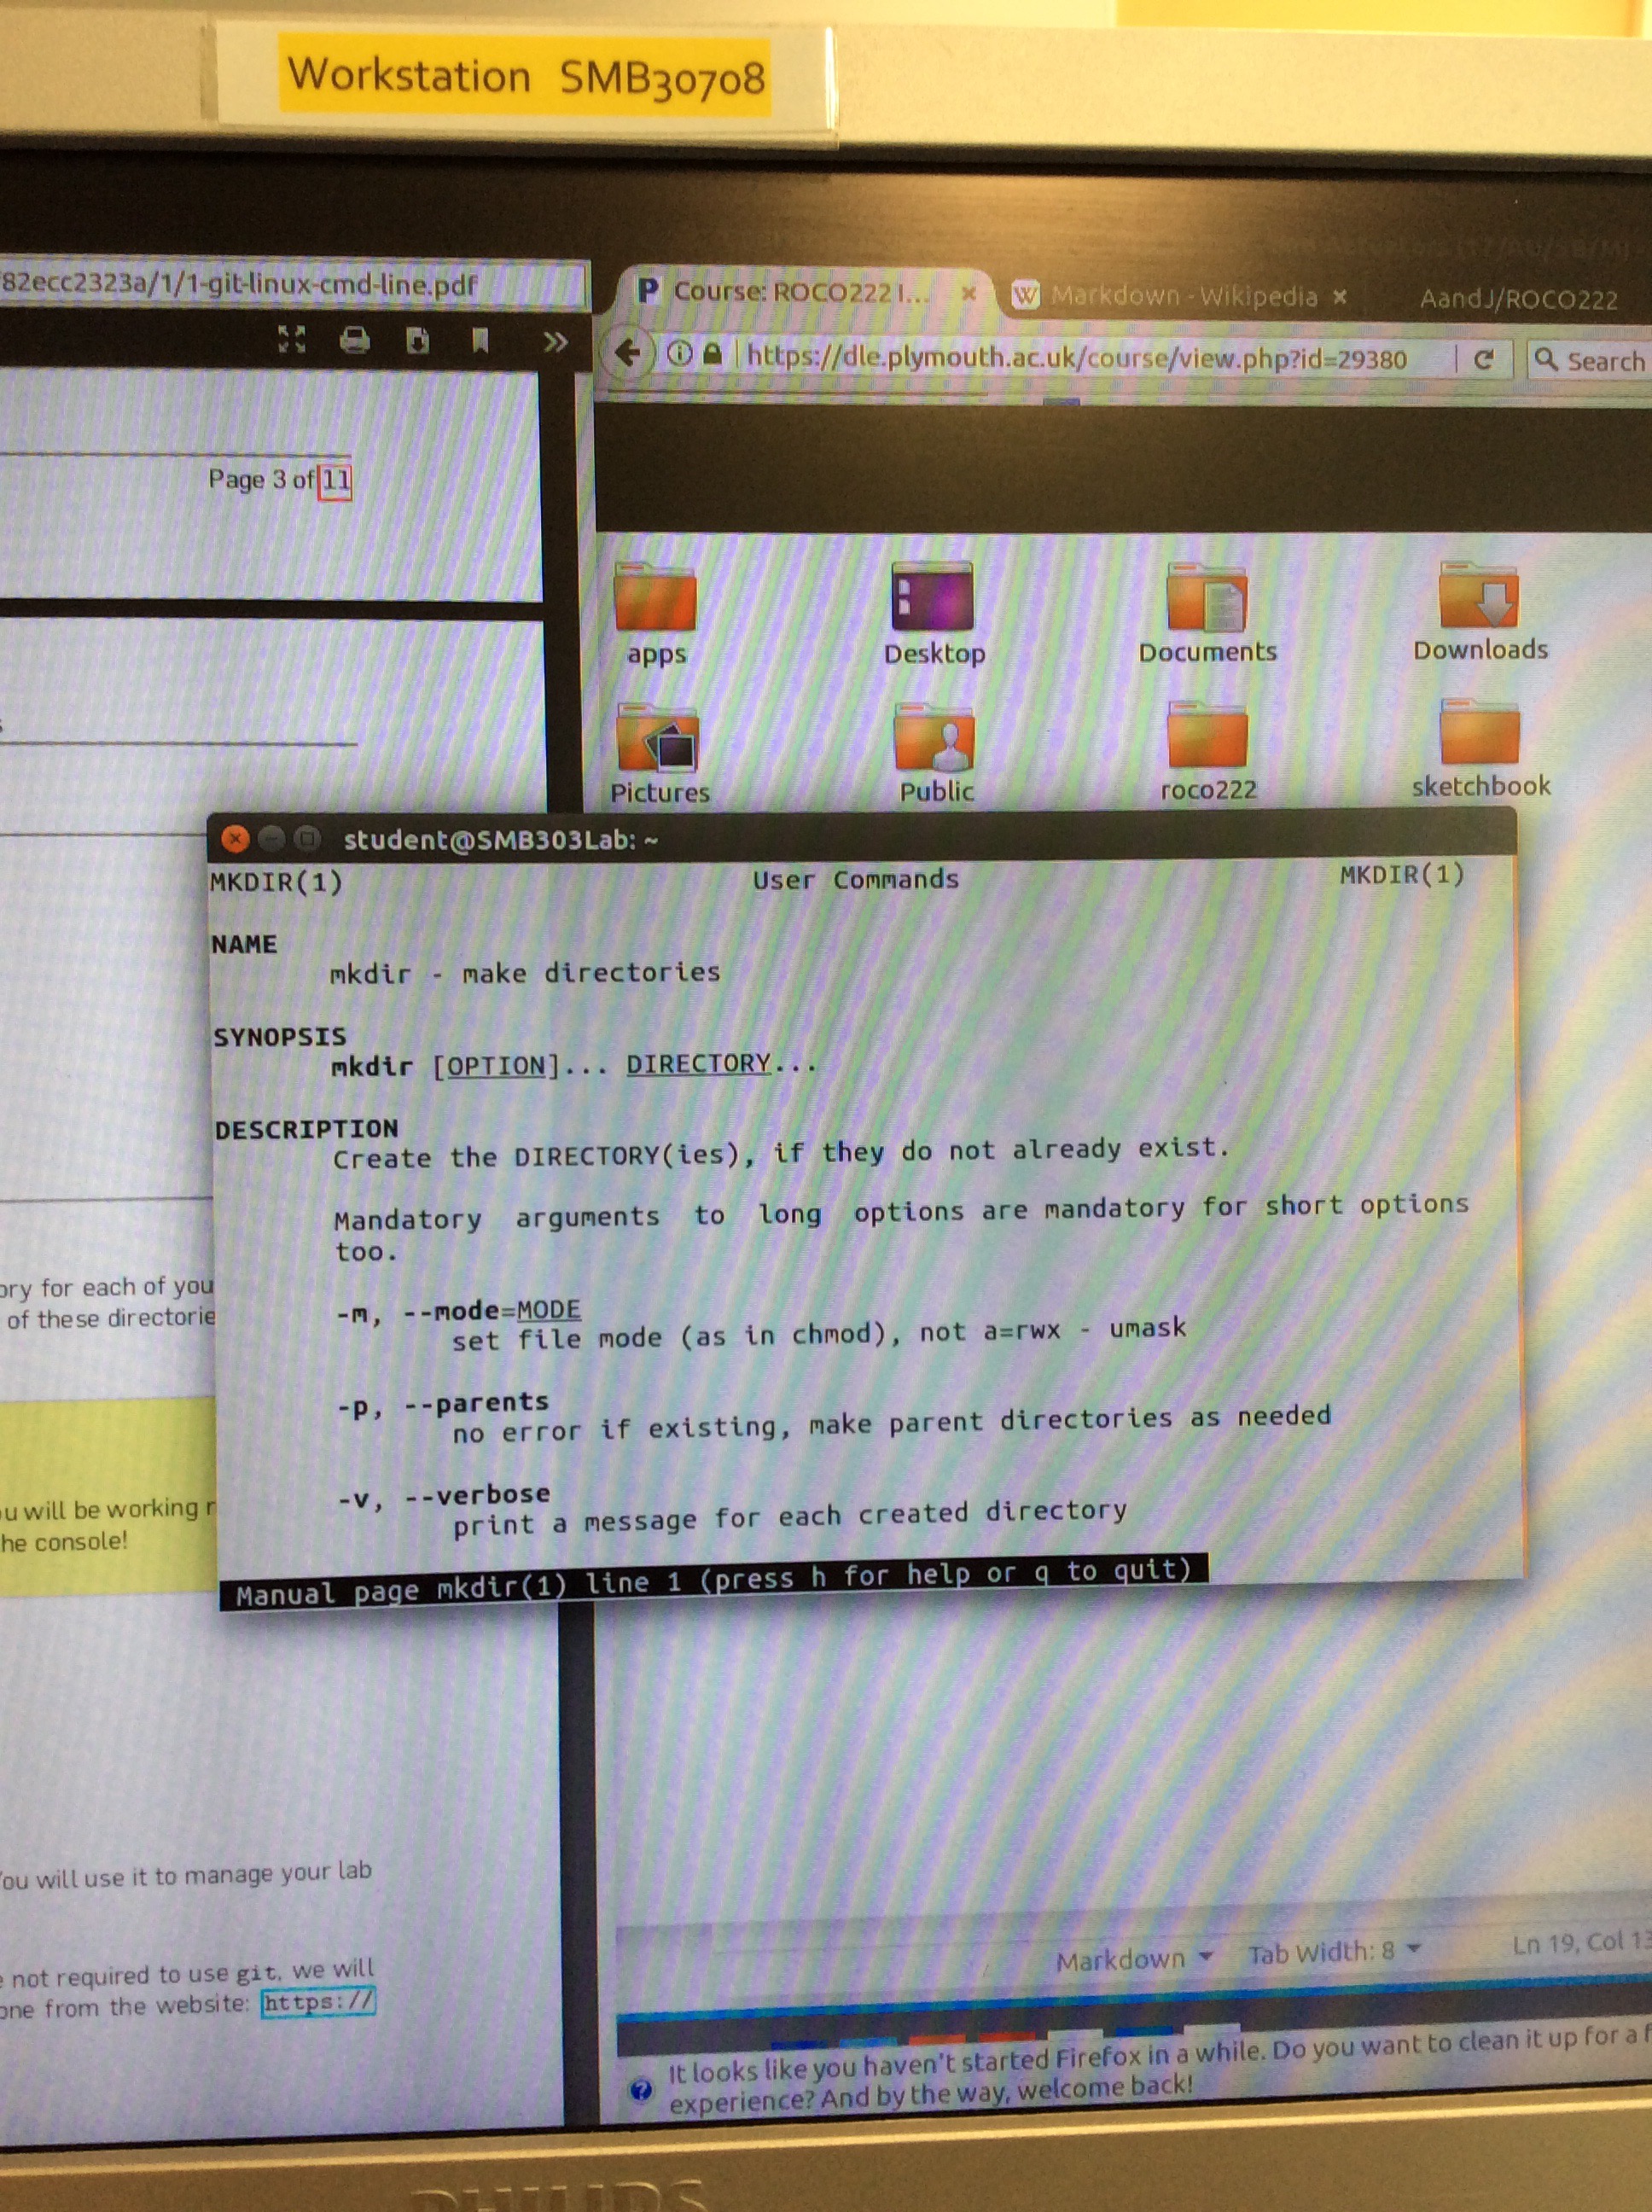 Workstation SMB30708
82ecc2323a/1/1-git-linux-cmd-line.pdf
Course: ROCO222 I...
Markdown - Wikipedia
AandJ/ROCO222
https://dle.plymouth.ac.uk/course/view.php?id=29380
Search
Page 3 of 11
apps
Desktop
Documents
Downloads
Pictures
Public
roco222
sketchbook
student@SMB303Lab: ~
MKDIR(1) User Commands MKDIR(1)
NAME
mkdir - make directories
SYNOPSIS
mkdir [OPTION]... DIRECTORY...
DESCRIPTION
Create the DIRECTORY(ies), if they do not already exist.
Mandatory arguments to long options are mandatory for short options
too.
-m, --mode=MODE
set file mode (as in chmod), not a=rwx - umask
-p, --parents
no error if existing, make parent directories as needed
-v, --verbose
print a message for each created directory
Manual page mkdir(1) line 1 (press h for help or q to quit)
ory for each of you
of these directorie
u will be working r
he console!
ou will use it to manage your lab
e not required to use git, we will
one from the website: https://
Markdown
Tab Width: 8
Ln 19, Col 13
It looks like you haven't started Firefox in a while. Do you want to clean it up for a f
experience? And by the way, welcome back!
PHILIPS